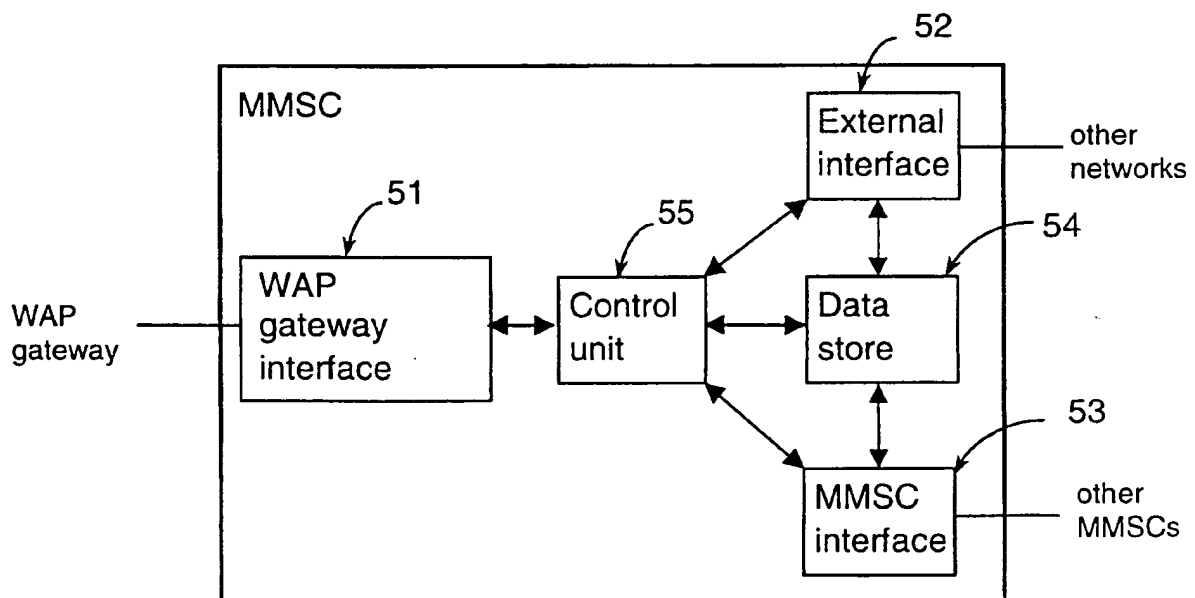 52
MMSC
External
interface
other
networks
51
55
54
WAP
gateway
interface
Control
unit
Data
store
WAP
gateway
53
MMSC
interface
other
MMSCs